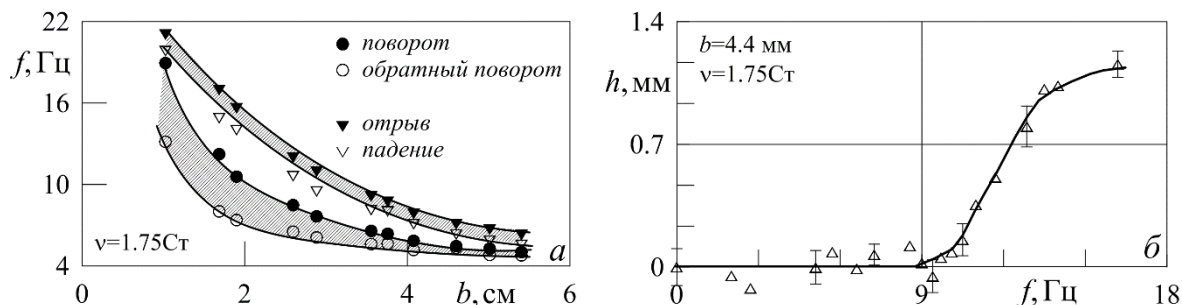 22
f, Гц
16
10
4
поворот
обратный поворот
отрыв
падение
ν=1.75Ст
а
0
2
4
b, см
6
1.4
h, мм
0.7
0
b=4.4 мм
ν=1.75Ст
б
0
9
f, Гц
18